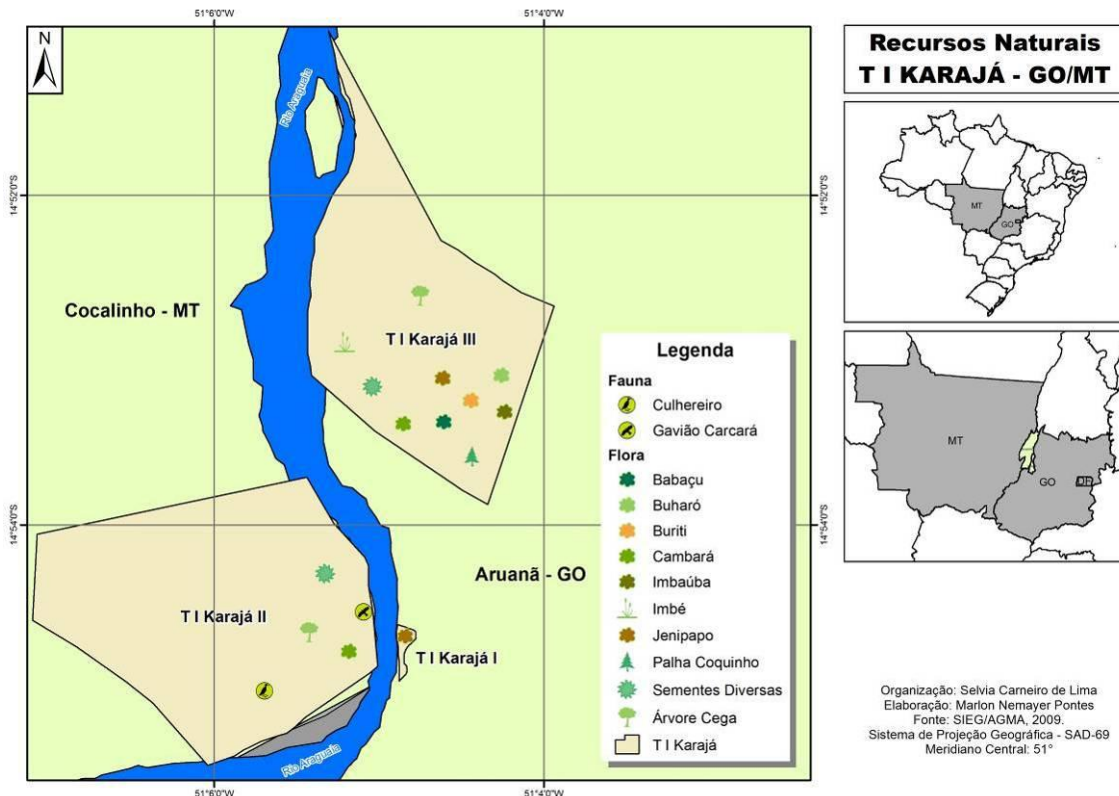 51°6'0"W
51°4'0"W
N
Rio Araguaia
14°52'0"S
14°52'0"S
Cocalinho - MT
T I Karajá III
14°54'0"S
14°54'0"S
Aruanã - GO
T I Karajá II
T I Karajá I
Rio Araguaia
51°6'0"W
51°4'0"W
Legenda
Fauna
Culhereiro
Gavião Carcará
Flora
Babaçu
Buharó
Buriti
Cambará
Imbaúba
Imbé
Jenipapo
Palha Coquinho
Sementes Diversas
Árvore Cega
T I Karajá
Recursos Naturais
T I KARAJÁ - GO/MT
MT
GO
MT
GO
DF
Organização: Selvia Carneiro de Lima
Elaboração: Marlon Nemayer Pontes
Fonte: SIEG/AGMA, 2009.
Sistema de Projeção Geográfica - SAD-69
Meridiano Central: 51°